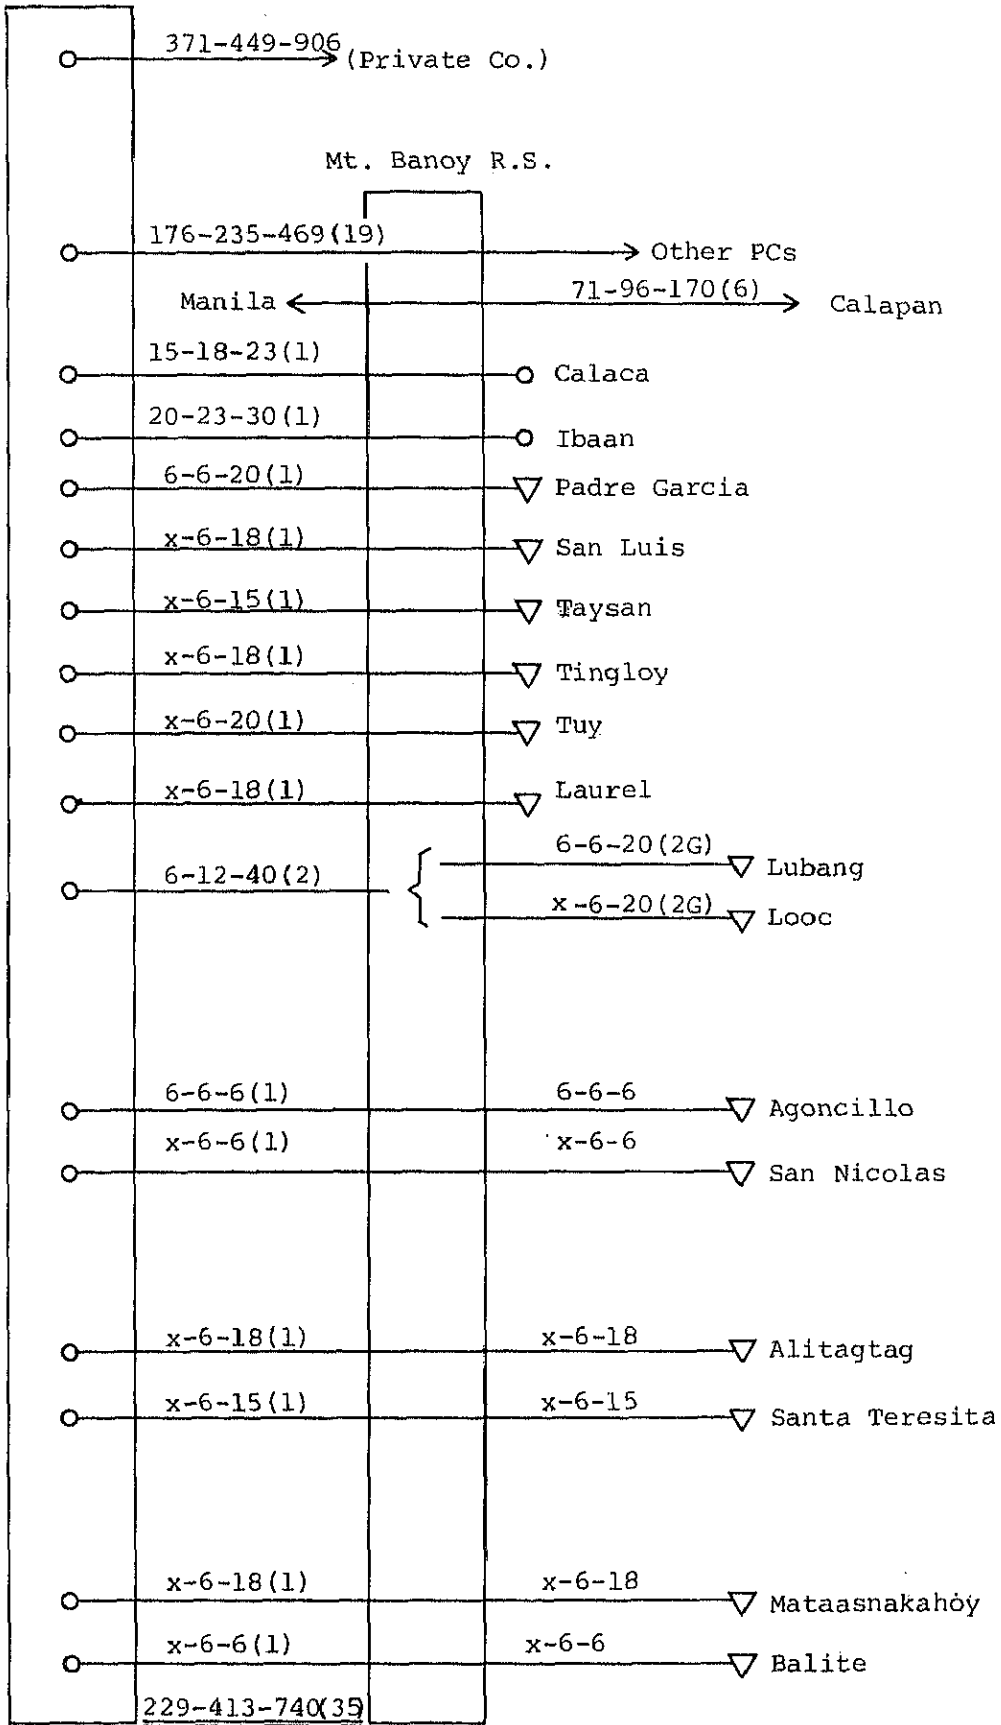 371-449-906
(Private Co.)
Mt. Banoy R.S.
176-235-469(19)
Other PCs
71-96-170(6)
Manila
Calapan
15-18-23(1)
Calaca
20-23-30(1)
Ibaan
6-6-20(1)
Padre Garcia
x-6-18(1)
San Luis
x-6-15(1)
Taysan
x-6-18(1)
Tingloy
x-6-20(1)
Tuy
x-6-18(1)
Laurel
6-6-20(2G)
Lubang
6-12-40(2)
x-6-20(2G)
Looc
6-6-6(1)
6-6-6
Agoncillo
x-6-6(1)
x-6-6
San Nicolas
x-6-18(1)
x-6-18
Alitagtag
x-6-15(1)
x-6-15
Santa Teresita
x-6-18(1)
x-6-18
Mataasnakahoy
x-6-6(1)
x-6-6
Balite
229-413-740(35)